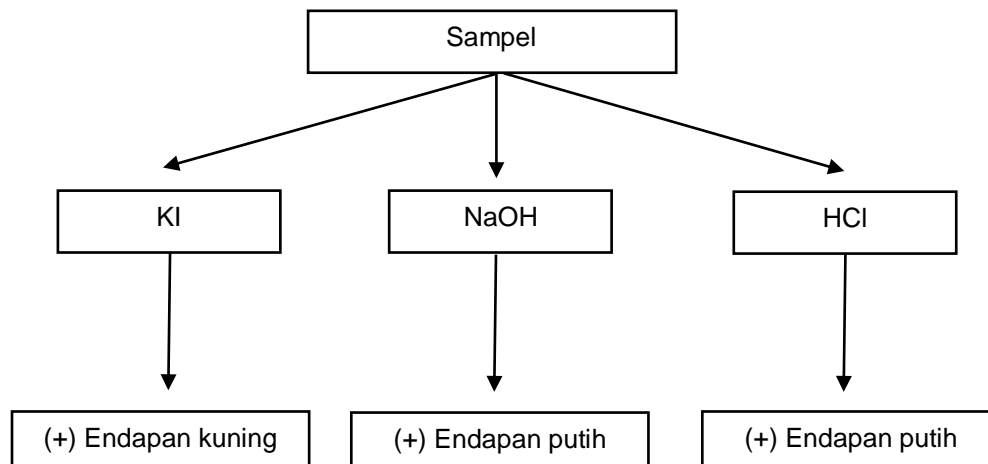 Sampel
KI
NaOH
HCl
(+) Endapan kuning
(+) Endapan putih
(+) Endapan putih